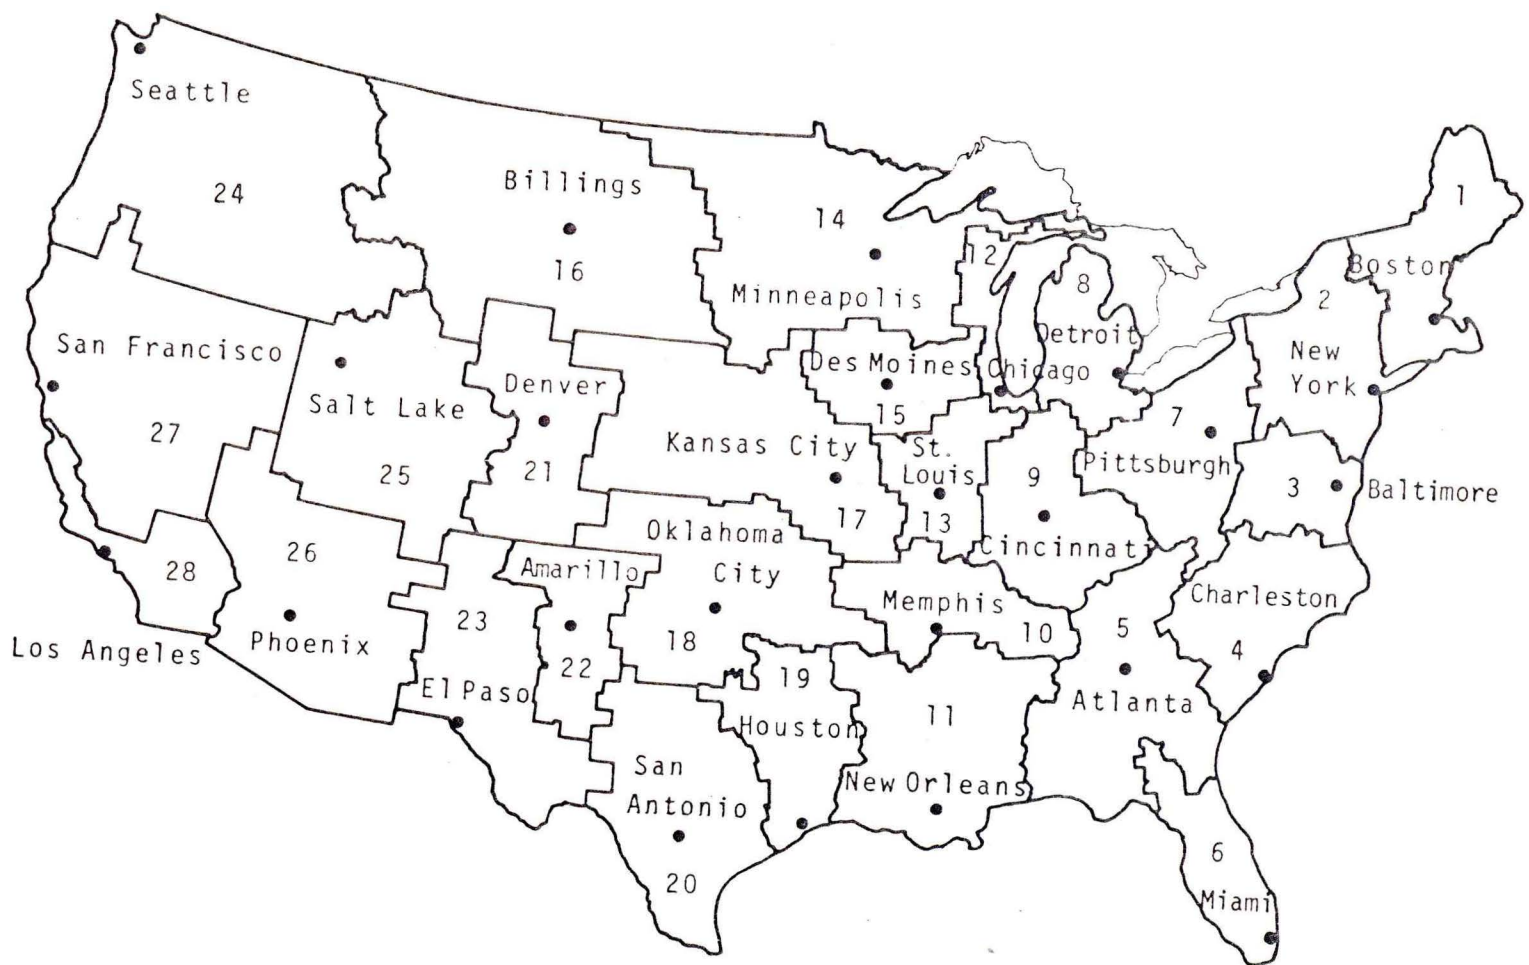 Seattle
24
Billings
16
14
Minneapolis
12
8
Detroit
Chicago
1
Boston
2
New
York
San Francisco
27
Salt Lake
25
Denver
21
Des Moines
15
Kansas City
17
St.
Louis
13
9
Cincinnati
7
Pittsburgh
3
Baltimore
28
Los Angeles
26
Phoenix
23
El Paso
Amarillo
22
Oklahoma
City
18
19
Houston
San
Antonio
20
Memphis
10
11
New Orleans
5
Atlanta
Charleston
4
6
Miami